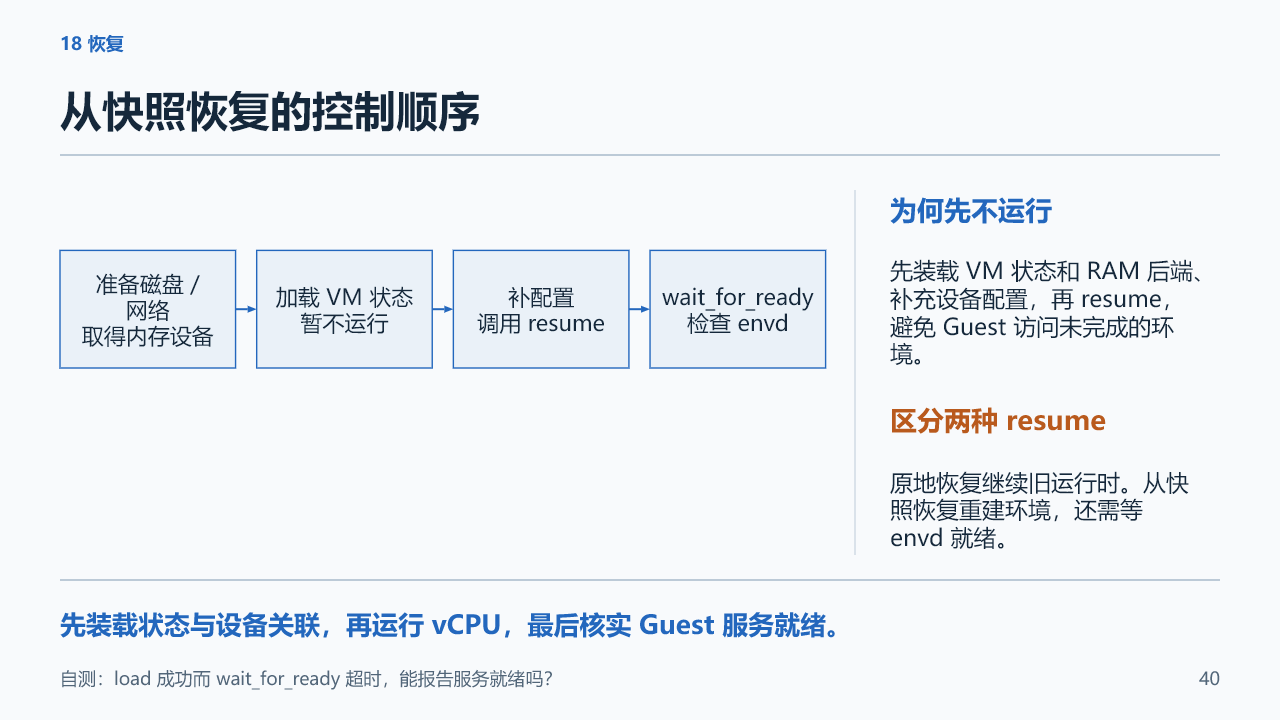 18 恢复
从快照恢复的控制顺序
准备磁盘 /
网络
取得内存设备
加载 VM 状态
暂不运行
补配置
调用 resume
wait_for_ready
检查 envd
为何先不运行
先装载 VM 状态和 RAM 后端、
补充设备配置，再 resume，
避免 Guest 访问未完成的环
境。
区分两种 resume
原地恢复继续旧运行时。从快
照恢复重建环境，还需等
envd 就绪。
先装载状态与设备关联，再运行 vCPU，最后核实 Guest 服务就绪。
自测：load 成功而 wait_for_ready 超时，能报告服务就绪吗？
40